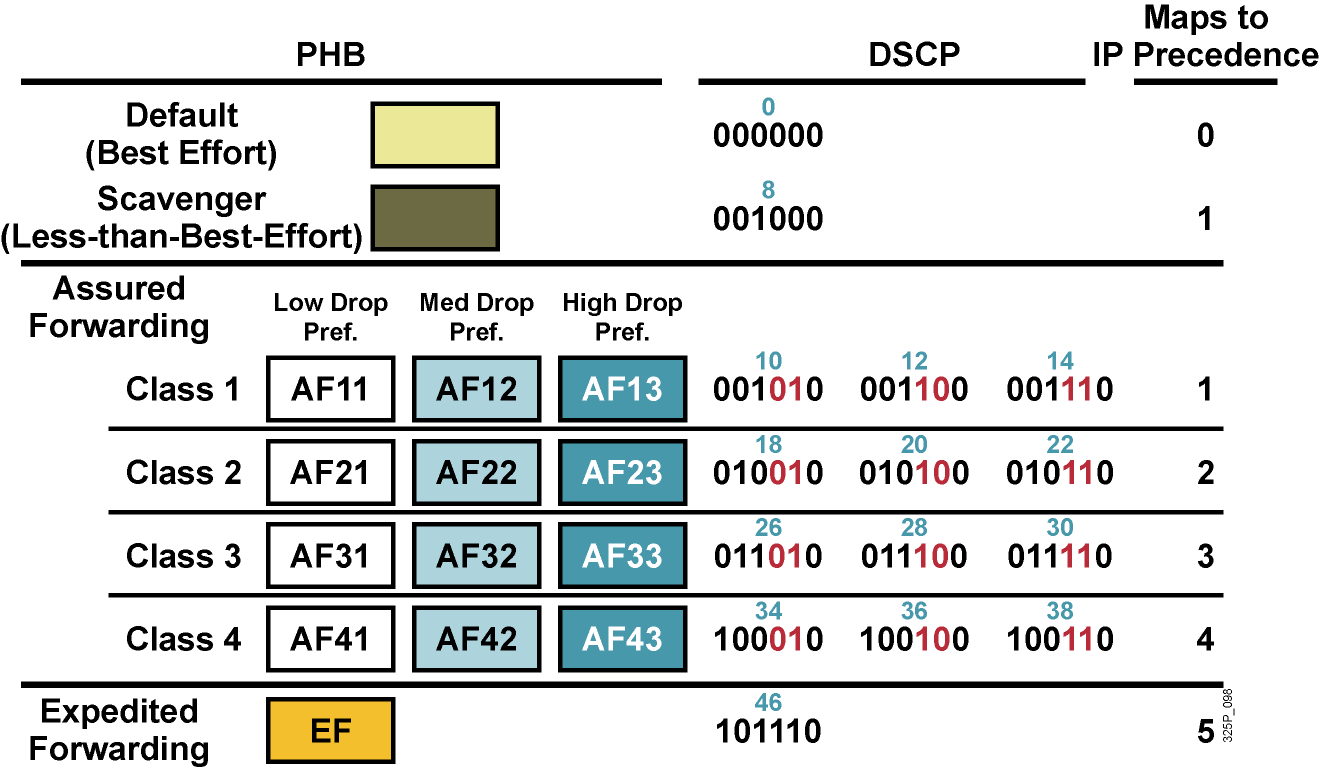 PHB DSCP Maps to
IP Precedence
Default
(Best Effort) 0
000000 0
Scavenger
(Less-than-Best-Effort) 8
001000 1
Assured
Forwarding
Low Drop
Pref.
Med Drop
Pref.
High Drop
Pref.
10 12 14
Class 1 AF11 AF12 AF13 001010 001100 001110 1
18 20 22
Class 2 AF21 AF22 AF23 010010 010100 010110 2
26 28 30
Class 3 AF31 AF32 AF33 011010 011100 011110 3
34 36 38
Class 4 AF41 AF42 AF43 100010 100100 100110 4
Expedited
Forwarding
EF
46
101110 5
325P_098